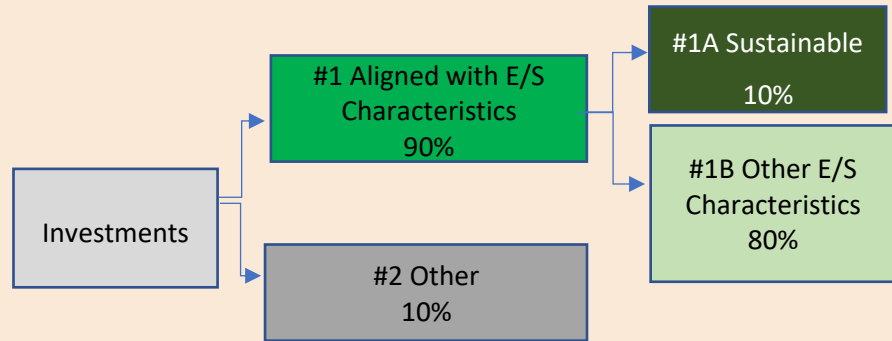 #1A Sustainable
10%
#1 Aligned with E/S
Characteristics
90%
#1B Other E/S
Characteristics
80%
Investments
#2 Other
10%